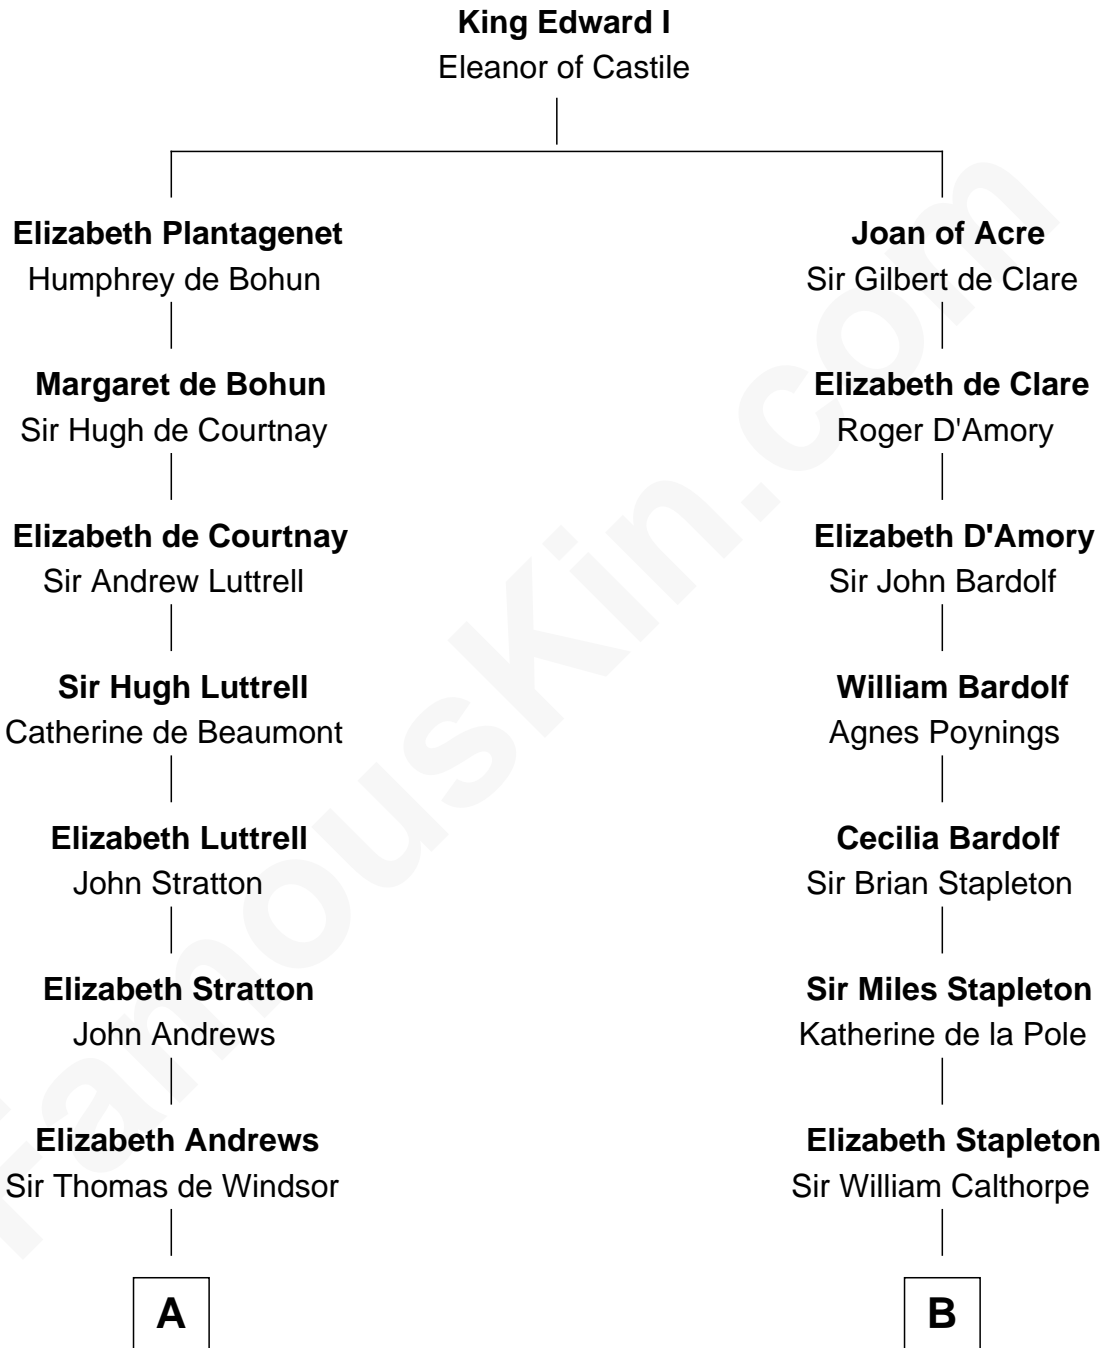 King Edward I
Eleanor of Castile
Elizabeth Plantagenet
Humphrey de Bohun
Joan of Acre
Sir Gilbert de Clare
Margaret de Bohun
Sir Hugh de Courtnay
Elizabeth de Clare
Roger D'Amory
Elizabeth de Courtnay
Sir Andrew Luttrell
Elizabeth D'Amory
Sir John Bardolf
Sir Hugh Luttrell
Catherine de Beaumont
William Bardolf
Agnes Poynings
Elizabeth Luttrell
John Stratton
Cecilia Bardolf
Sir Brian Stapleton
Elizabeth Stratton
John Andrews
Sir Miles Stapleton
Katherine de la Pole
Elizabeth Andrews
Sir Thomas de Windsor
Elizabeth Stapleton
Sir William Calthorpe
A
B
FamousKin.com